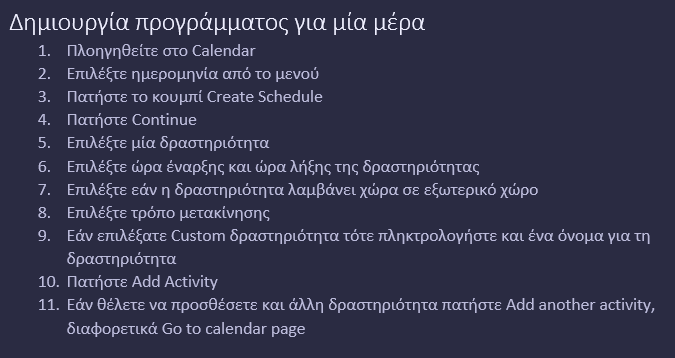 Δημιουργία προγράμματος για μία μέρα
1. Πλοηγηθείτε στο Calendar
2. Επιλέξτε ημερομηνία από το μενού
3. Πατήστε το κουμπί Create Schedule
4. Πατήστε Continue
5. Επιλέξτε μία δραστηριότητα
6. Επιλέξτε ώρα έναρξης και ώρα λήξης της δραστηριότητας
7. Επιλέξτε εάν η δραστηριότητα λαμβάνει χώρα σε εξωτερικό χώρο
8. Επιλέξτε τρόπο μετακίνησης
9. Εάν επιλέξατε Custom δραστηριότητα τότε πληκτρολογήστε και ένα όνομα για τη
δραστηριότητα
10. Πατήστε Add Activity
11. Εάν θέλετε να προσθέσετε και άλλη δραστηριότητα πατήστε Add another activity,
διαφορετικά Go to calendar page